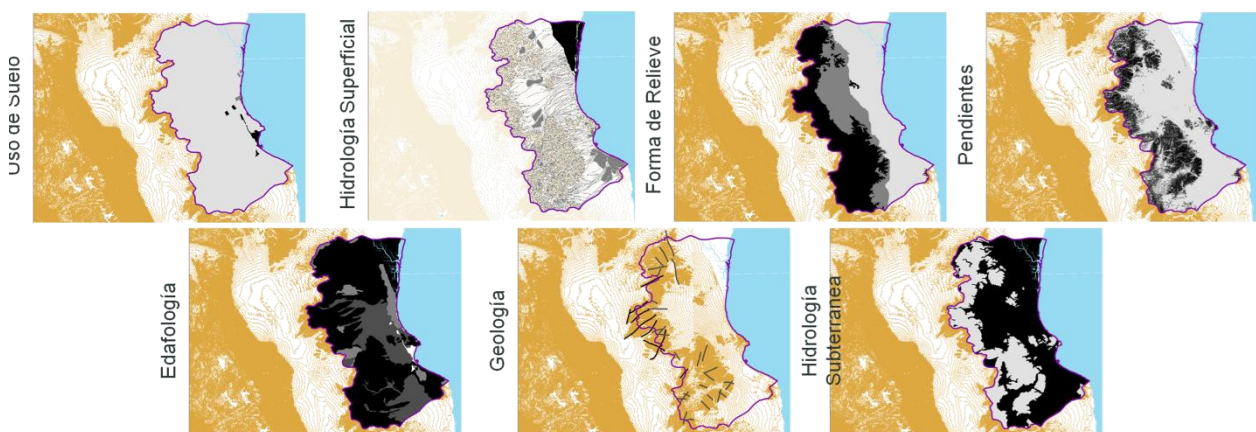 Uso de Suelo
Hidrología Superficial
Forma de Relieve
Pendientes
Edafología
Geología
Hidrología
Subterranea